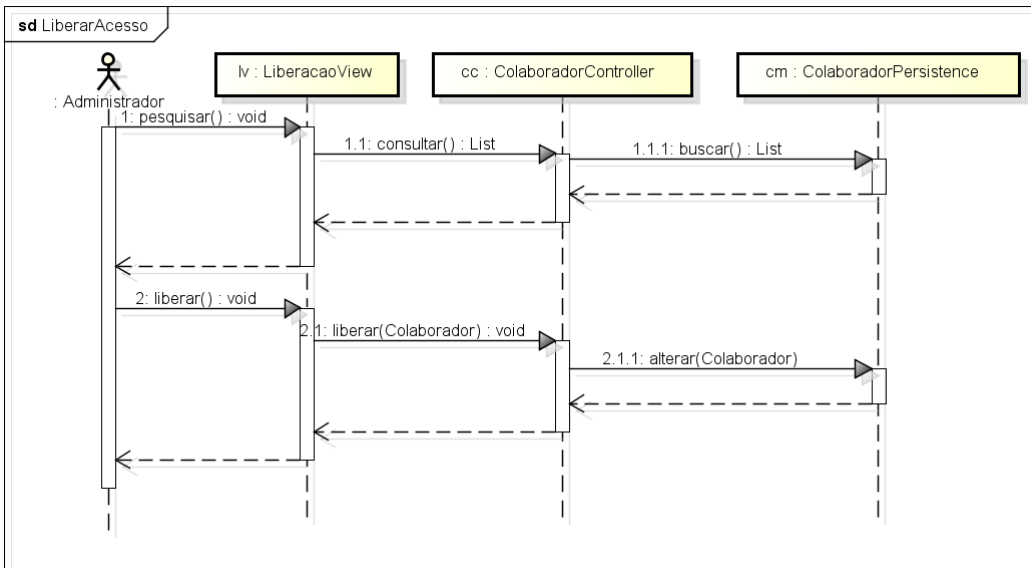 sd LiberarAcesso
lv : LiberacaoView
cc : ColaboradorController
cm : ColaboradorPersistence
: Administrador
1: pesquisar() : void
1.1: consultar() : List
1.1.1: buscar() : List
2: liberar() : void
2.1: liberar(Colaborador) : void
2.1.1: alterar(Colaborador)